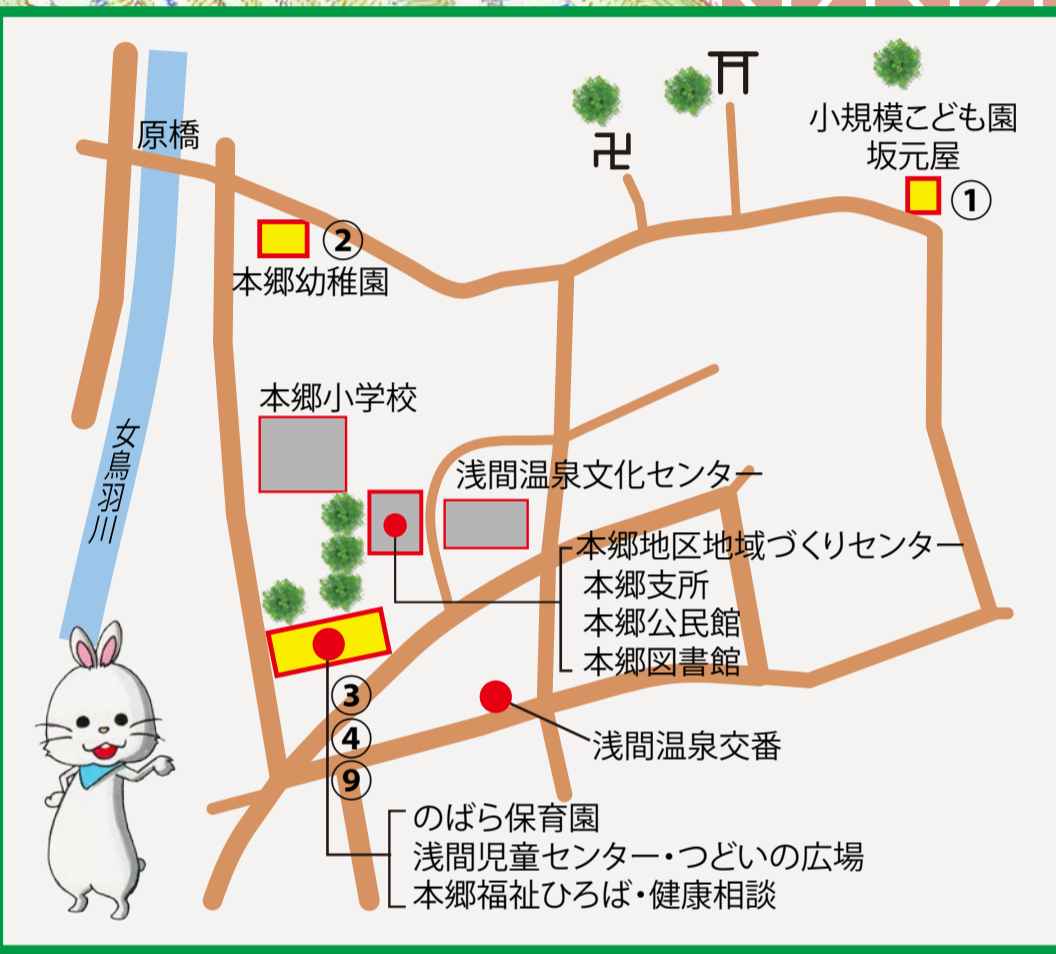 原橋
小規模こども園
坂元屋
①
②
本郷幼稚園
本郷小学校
女鳥羽川
浅間温泉文化センター
本郷地区地域づくりセンター
本郷支所
本郷公民館
本郷図書館
③
④
⑨
浅間温泉交番
のばら保育園
浅間児童センター・つどいの広場
本郷福祉ひろば・健康相談